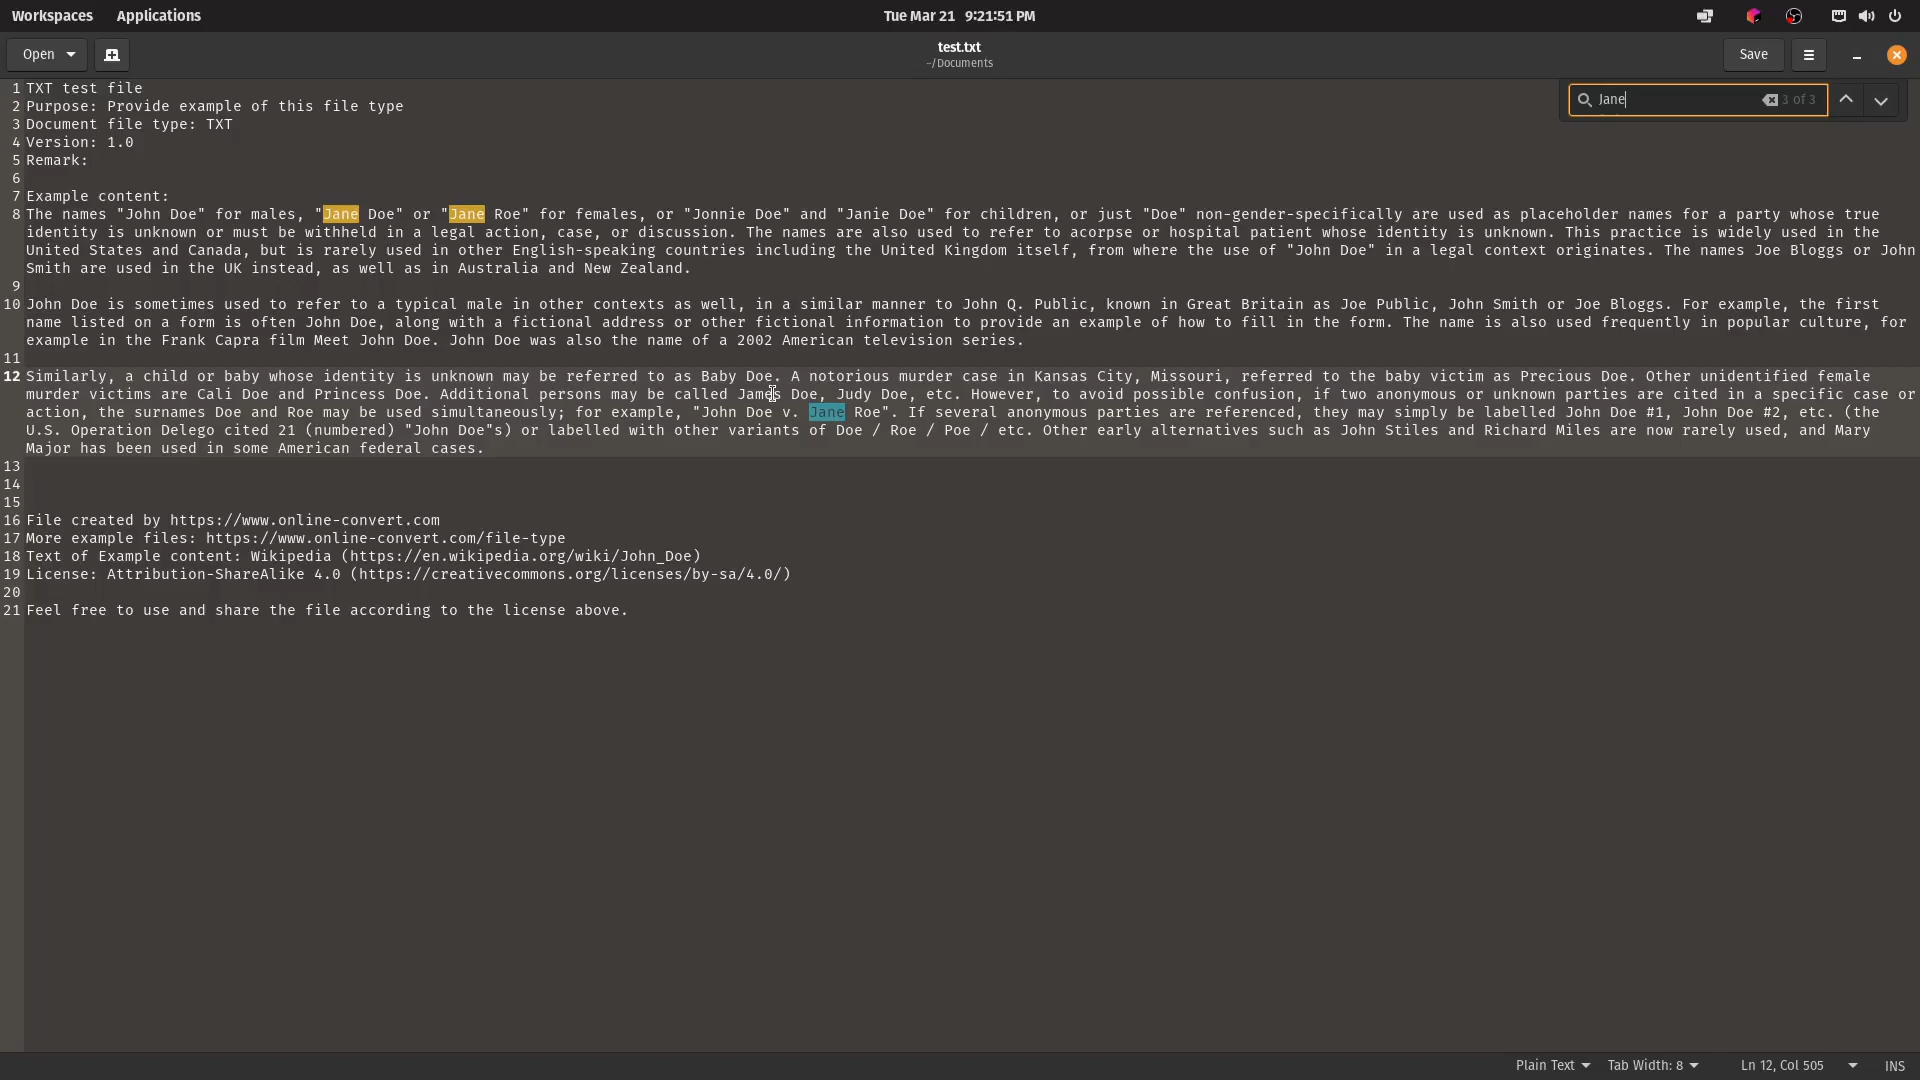 Workspaces Applications Tue Mar 21 9:21:51 PM
Open test.txt Save
~/Documents
Jane 3 of 3
1 TXT test file
2 Purpose: Provide example of this file type
3 Document file type: TXT
4 Version: 1.0
5 Remark:
6
7 Example content:
8 The names "John Doe" for males, "Jane Doe" or "Jane Roe" for females, or "Jonnie Doe" and "Janie Doe" for children, or just "Doe" non-gender-specifically are used as placeholder names for a party whose true
identity is unknown or must be withheld in a legal action, case, or discussion. The names are also used to refer to acorpse or hospital patient whose identity is unknown. This practice is widely used in the
United States and Canada, but is rarely used in other English-speaking countries including the United Kingdom itself, from where the use of "John Doe" in a legal context originates. The names Joe Bloggs or John
Smith are used in the UK instead, as well as in Australia and New Zealand.
9
10 John Doe is sometimes used to refer to a typical male in other contexts as well, in a similar manner to John Q. Public, known in Great Britain as Joe Public, John Smith or Joe Bloggs. For example, the first
name listed on a form is often John Doe, along with a fictional address or other fictional information to provide an example of how to fill in the form. The name is also used frequently in popular culture, for
example in the Frank Capra film Meet John Doe. John Doe was also the name of a 2002 American television series.
11
12 Similarly, a child or baby whose identity is unknown may be referred to as Baby Doe. A notorious murder case in Kansas City, Missouri, referred to the baby victim as Precious Doe. Other unidentified female
murder victims are Cali Doe and Princess Doe. Additional persons may be called James Doe, Judy Doe, etc. However, to avoid possible confusion, if two anonymous or unknown parties are cited in a specific case or
action, the surnames Doe and Roe may be used simultaneously; for example, "John Doe v. Jane Roe". If several anonymous parties are referenced, they may simply be labelled John Doe #1, John Doe #2, etc. (the
U.S. Operation Delego cited 21 (numbered) "John Doe"s) or labelled with other variants of Doe / Roe / Poe / etc. Other early alternatives such as John Stiles and Richard Miles are now rarely used, and Mary
Major has been used in some American federal cases.
13
14
15
16 File created by https://www.online-convert.com
17 More example files: https://www.online-convert.com/file-type
18 Text of Example content: Wikipedia (https://en.wikipedia.org/wiki/John_Doe)
19 License: Attribution-ShareAlike 4.0 (https://creativecommons.org/licenses/by-sa/4.0/)
20
21 Feel free to use and share the file according to the license above.
Plain Text Tab Width: 8 Ln 12, Col 505 INS